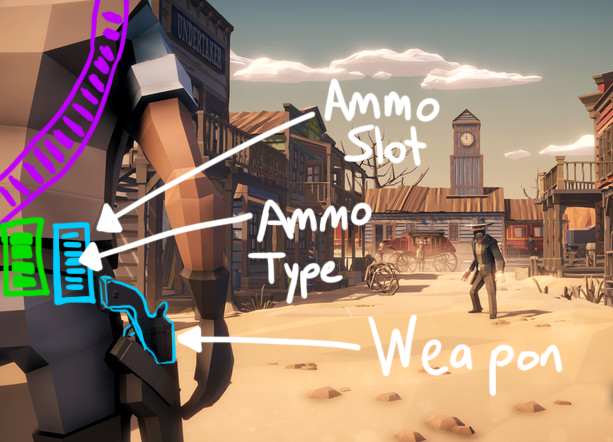 UNDERTAKER
Ammo
Slot
Ammo
Type
Weapon